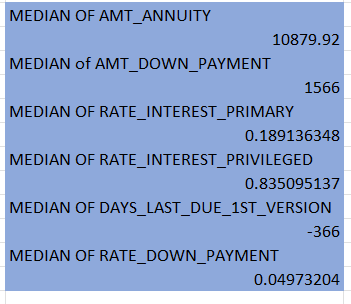 MEDIAN OF AMT_ANNUITY
10879.92
MEDIAN of AMT_DOWN_PAYMENT
1566
MEDIAN OF RATE_INTEREST_PRIMARY
0.189136348
MEDIAN OF RATE_INTEREST_PRIVILEGED
0.835095137
MEDIAN OF DAYS_LAST_DUE_1ST_VERSION
-366
MEDIAN OF RATE_DOWN_PAYMENT
0.04973204